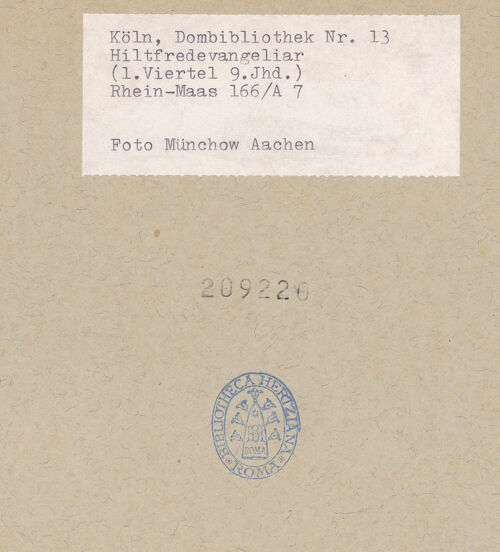 Köln, Dombibliothek Nr. 13
Hiltfredevangeliar
(1.Viertel 9.Jhd.)
Rhein-Maas 166/A 7
Foto Münchow Aachen
209220
BIBLIOTHECA HERTZIANA
ROMA
ROMA